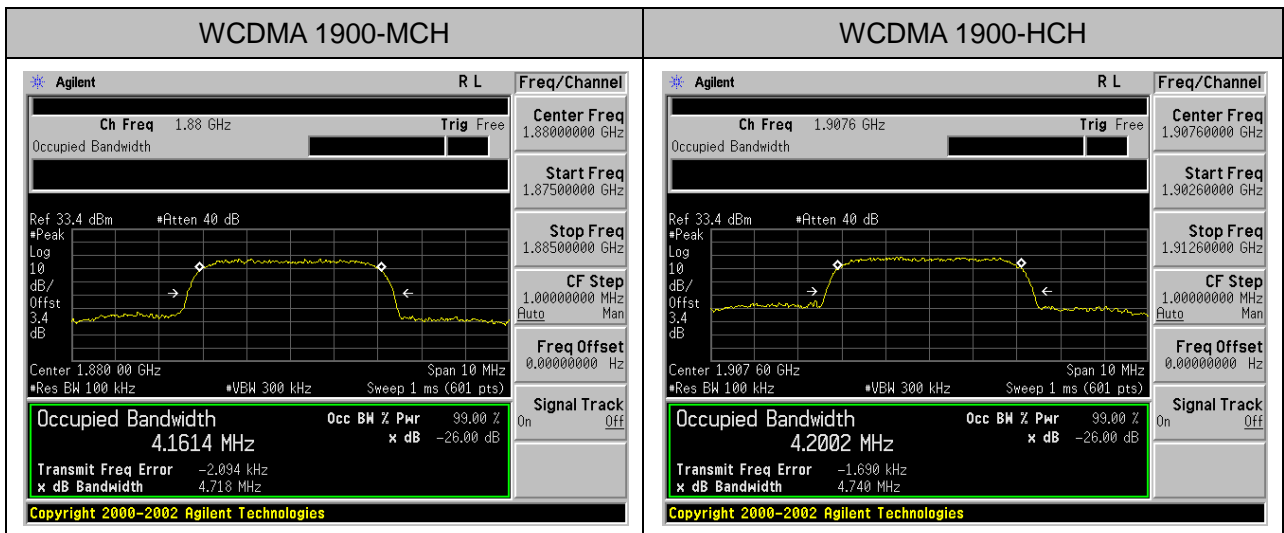 WCDMA 1900-MCH
Agilent R L Freq/Channel
Ch Freq 1.88 GHz Trig Free
Occupied Bandwidth
Center Freq
1.88000000 GHz
Start Freq
1.87500000 GHz
Stop Freq
1.88500000 GHz
CF Step
1.00000000 MHz
Auto Man
Freq Offset
0.00000000 Hz
Signal Track
On Off
Ref 33.4 dBm #Atten 40 dB
#Peak
Log
10
dB/
Offst
3.4
dB
Center 1.880 00 GHz Span 10 MHz
#Res BW 100 kHz #VBW 300 kHz Sweep 1 ms (601 pts)
Occupied Bandwidth Occ BW % Pwr 99.00 %
4.1614 MHz x dB -26.00 dB
Transmit Freq Error -2.094 kHz
x dB Bandwidth 4.718 MHz
Copyright 2000-2002 Agilent Technologies
WCDMA 1900-HCH
Agilent R L Freq/Channel
Ch Freq 1.9076 GHz Trig Free
Occupied Bandwidth
Center Freq
1.90760000 GHz
Start Freq
1.90260000 GHz
Stop Freq
1.91260000 GHz
CF Step
1.00000000 MHz
Auto Man
Freq Offset
0.00000000 Hz
Signal Track
On Off
Ref 33.4 dBm #Atten 40 dB
#Peak
Log
10
dB/
Offst
3.4
dB
Center 1.907 60 GHz Span 10 MHz
#Res BW 100 kHz #VBW 300 kHz Sweep 1 ms (601 pts)
Occupied Bandwidth Occ BW % Pwr 99.00 %
4.2002 MHz x dB -26.00 dB
Transmit Freq Error -1.690 kHz
x dB Bandwidth 4.740 MHz
Copyright 2000-2002 Agilent Technologies